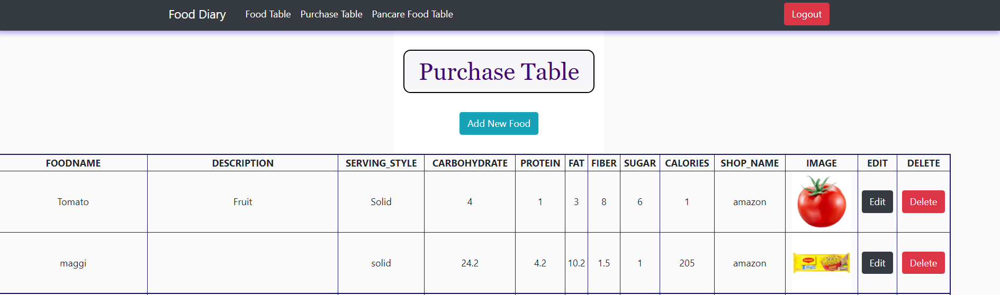 Food Diary Food Table Purchase Table Pancare Food Table Logout
Purchase Table
Add New Food
FOODNAME DESCRIPTION SERVING_STYLE CARBOHYDRATE PROTEIN FAT FIBER SUGAR CALORIES SHOP_NAME IMAGE EDIT DELETE
Tomato Fruit Solid 4 1 3 8 6 1 amazon Edit Delete
maggi solid 24.2 4.2 10.2 1.5 1 205 amazon Edit Delete